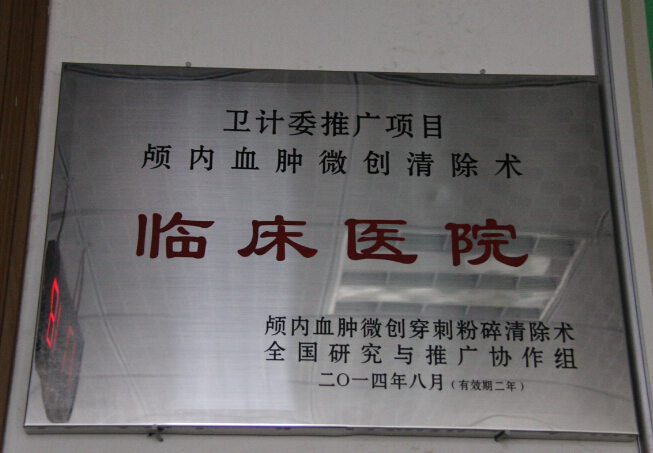 卫计委推广项目
颅内血肿微创清除术
临床医院
颅内血肿微创穿刺粉碎清除术
全国研究与推广协作组
二〇一四年八月（有效期二年）